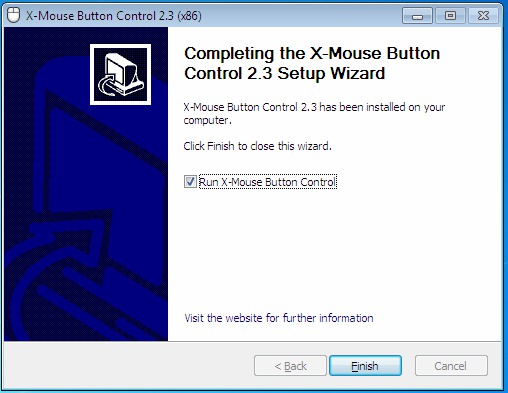 X-Mouse Button Control 2.3 (x86)
Completing the X-Mouse Button
Control 2.3 Setup Wizard
X-Mouse Button Control 2.3 has been installed on your
computer.
Click Finish to close this wizard.
Run X-Mouse Button Control
Visit the website for further information
< Back
Finish
Cancel